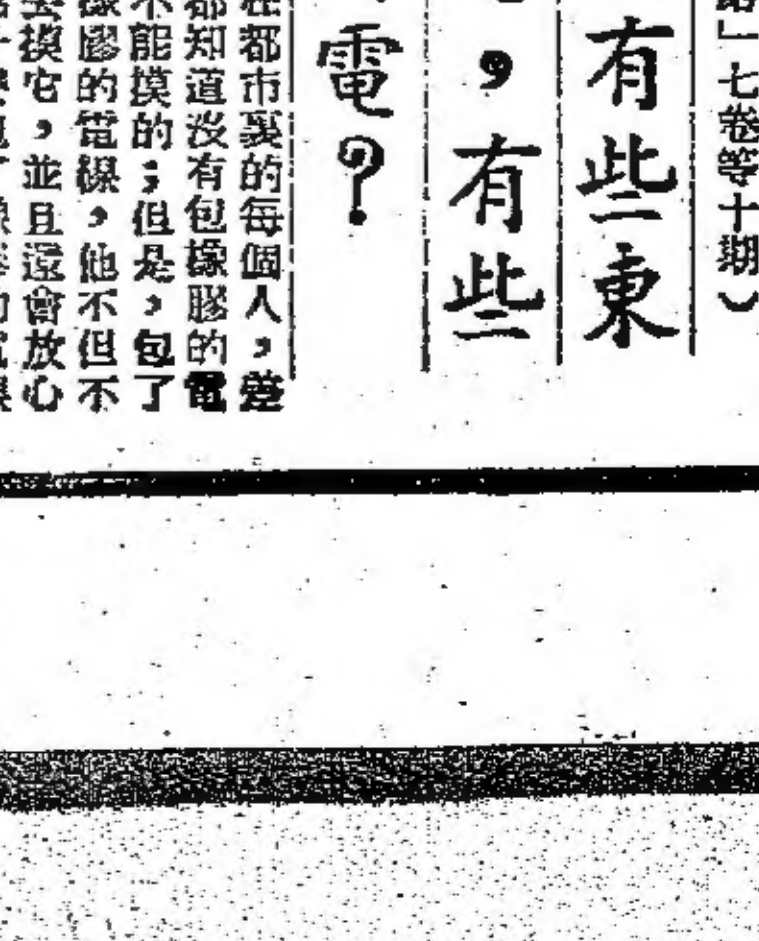 」七卷等十期）
有些東
，有些
電？
在都市裏的每個人，差
都知道沒有包橡膠的電
不能摸的；但是，包了
橡膠的電線，他不但不
去摸它，並且還會放心